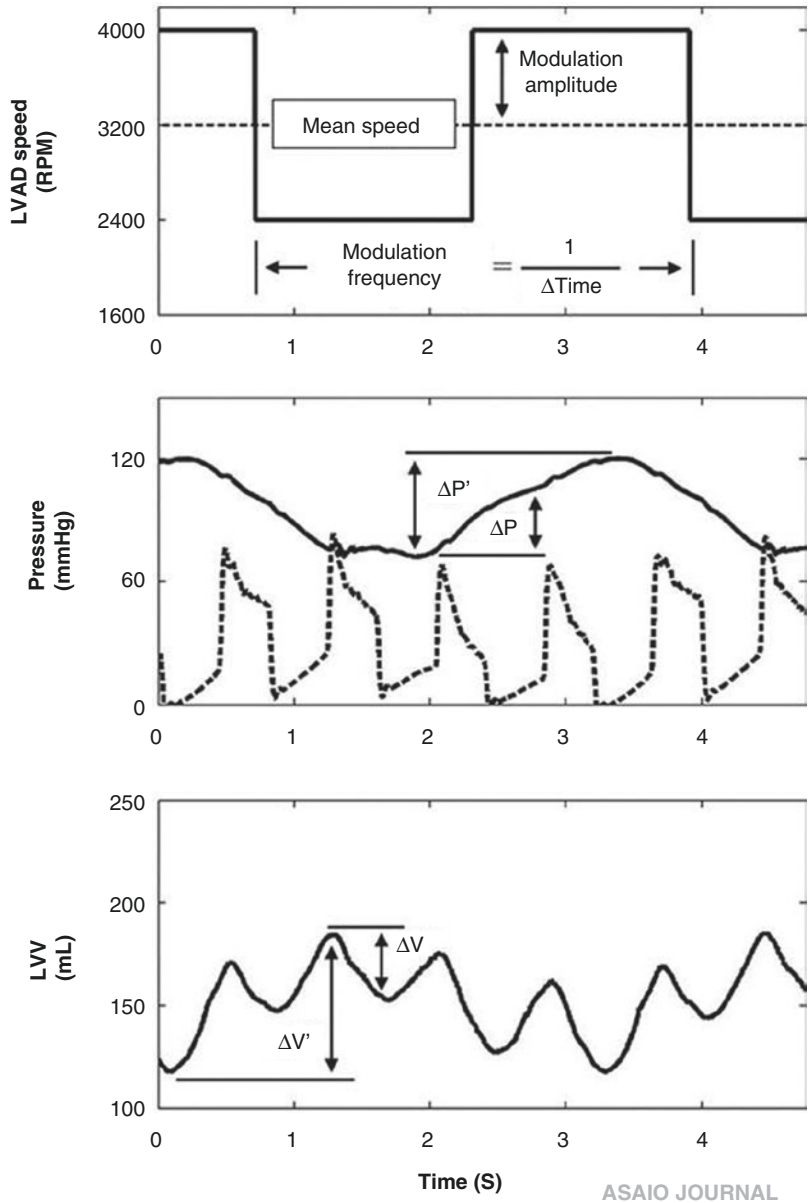 LVAD speed
(RPM)
4000
3200
2400
1600
Modulation
amplitude
Mean speed
Modulation
frequency
= 1
ΔTime
0 1 2 3 4
Pressure
(mmHg)
120
60
0
ΔP'
ΔP
0 1 2 3 4
LVV
(mL)
250
200
150
100
ΔV
ΔV'
0 1 2 3 4
Time (S)
ASAIO JOURNAL